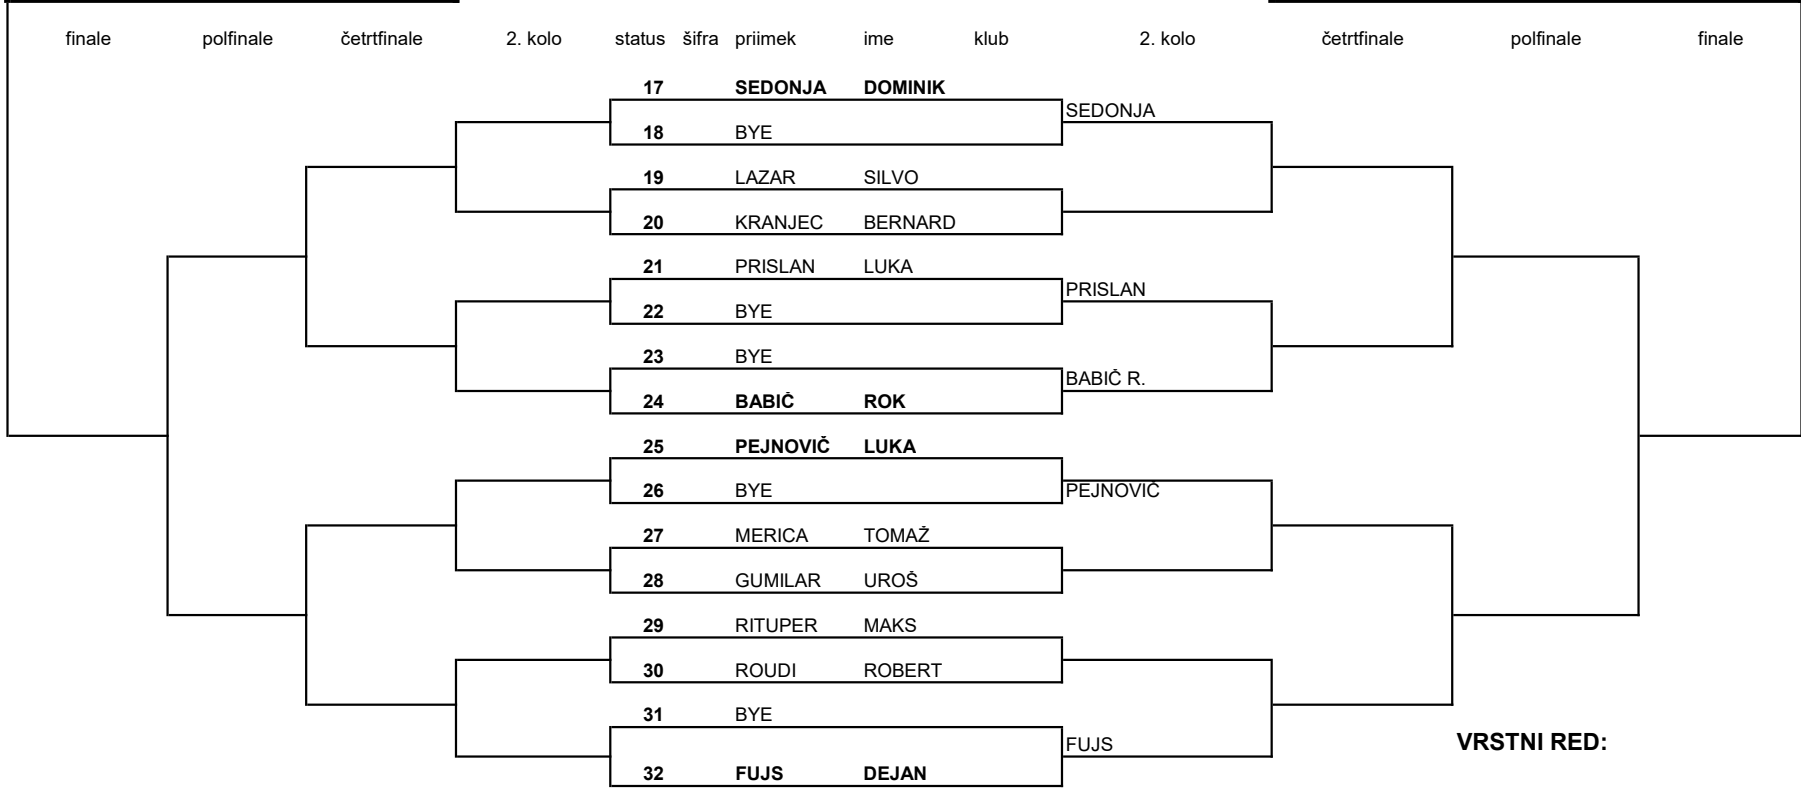 finale polfinale četrtfinale 2. kolo status šifra priimek ime klub 2. kolo četrtfinale polfinale finale
17 SEDONJA DOMINIK
SEDONJA
18 BYE
19 LAZAR SILVO
20 KRANJEC BERNARD
21 PRISLAN LUKA
PRISLAN
22 BYE
23 BYE
BABIČ R.
24 BABIČ ROK
25 PEJNOVIČ LUKA
26 BYE PEJNOVIČ
27 MERICA TOMAŽ
28 GUMILAR UROŠ
29 RITUPER MAKS
30 ROUDI ROBERT
31 BYE
FUJS VRSTNI RED:
32 FUJS DEJAN